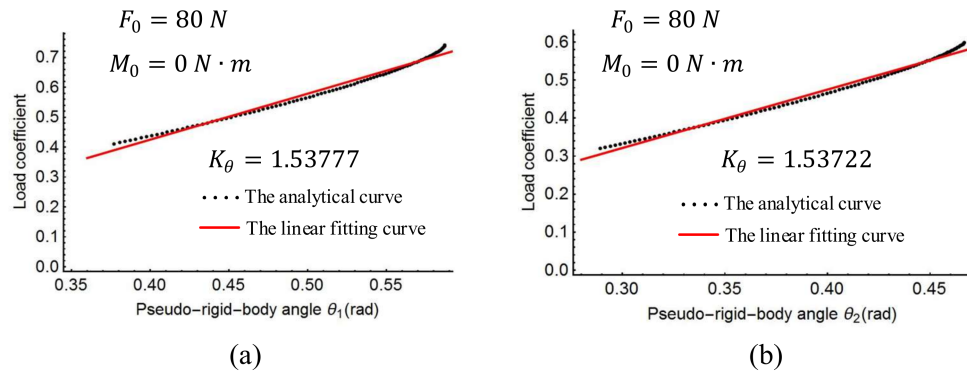 F₀ = 80 N
M₀ = 0 N · m
Load coefficient
0.7
0.6
0.5
0.4
0.3
0.2
0.1
0.0
K_θ = 1.53777
The analytical curve
The linear fitting curve
0.35 0.40 0.45 0.50 0.55
Pseudo-rigid-body angle θ₁(rad)
(a)
F₀ = 80 N
M₀ = 0 N · m
Load coefficient
0.6
0.5
0.4
0.3
0.2
0.1
0.0
K_θ = 1.53722
The analytical curve
The linear fitting curve
0.30 0.35 0.40 0.45
Pseudo-rigid-body angle θ₂(rad)
(b)